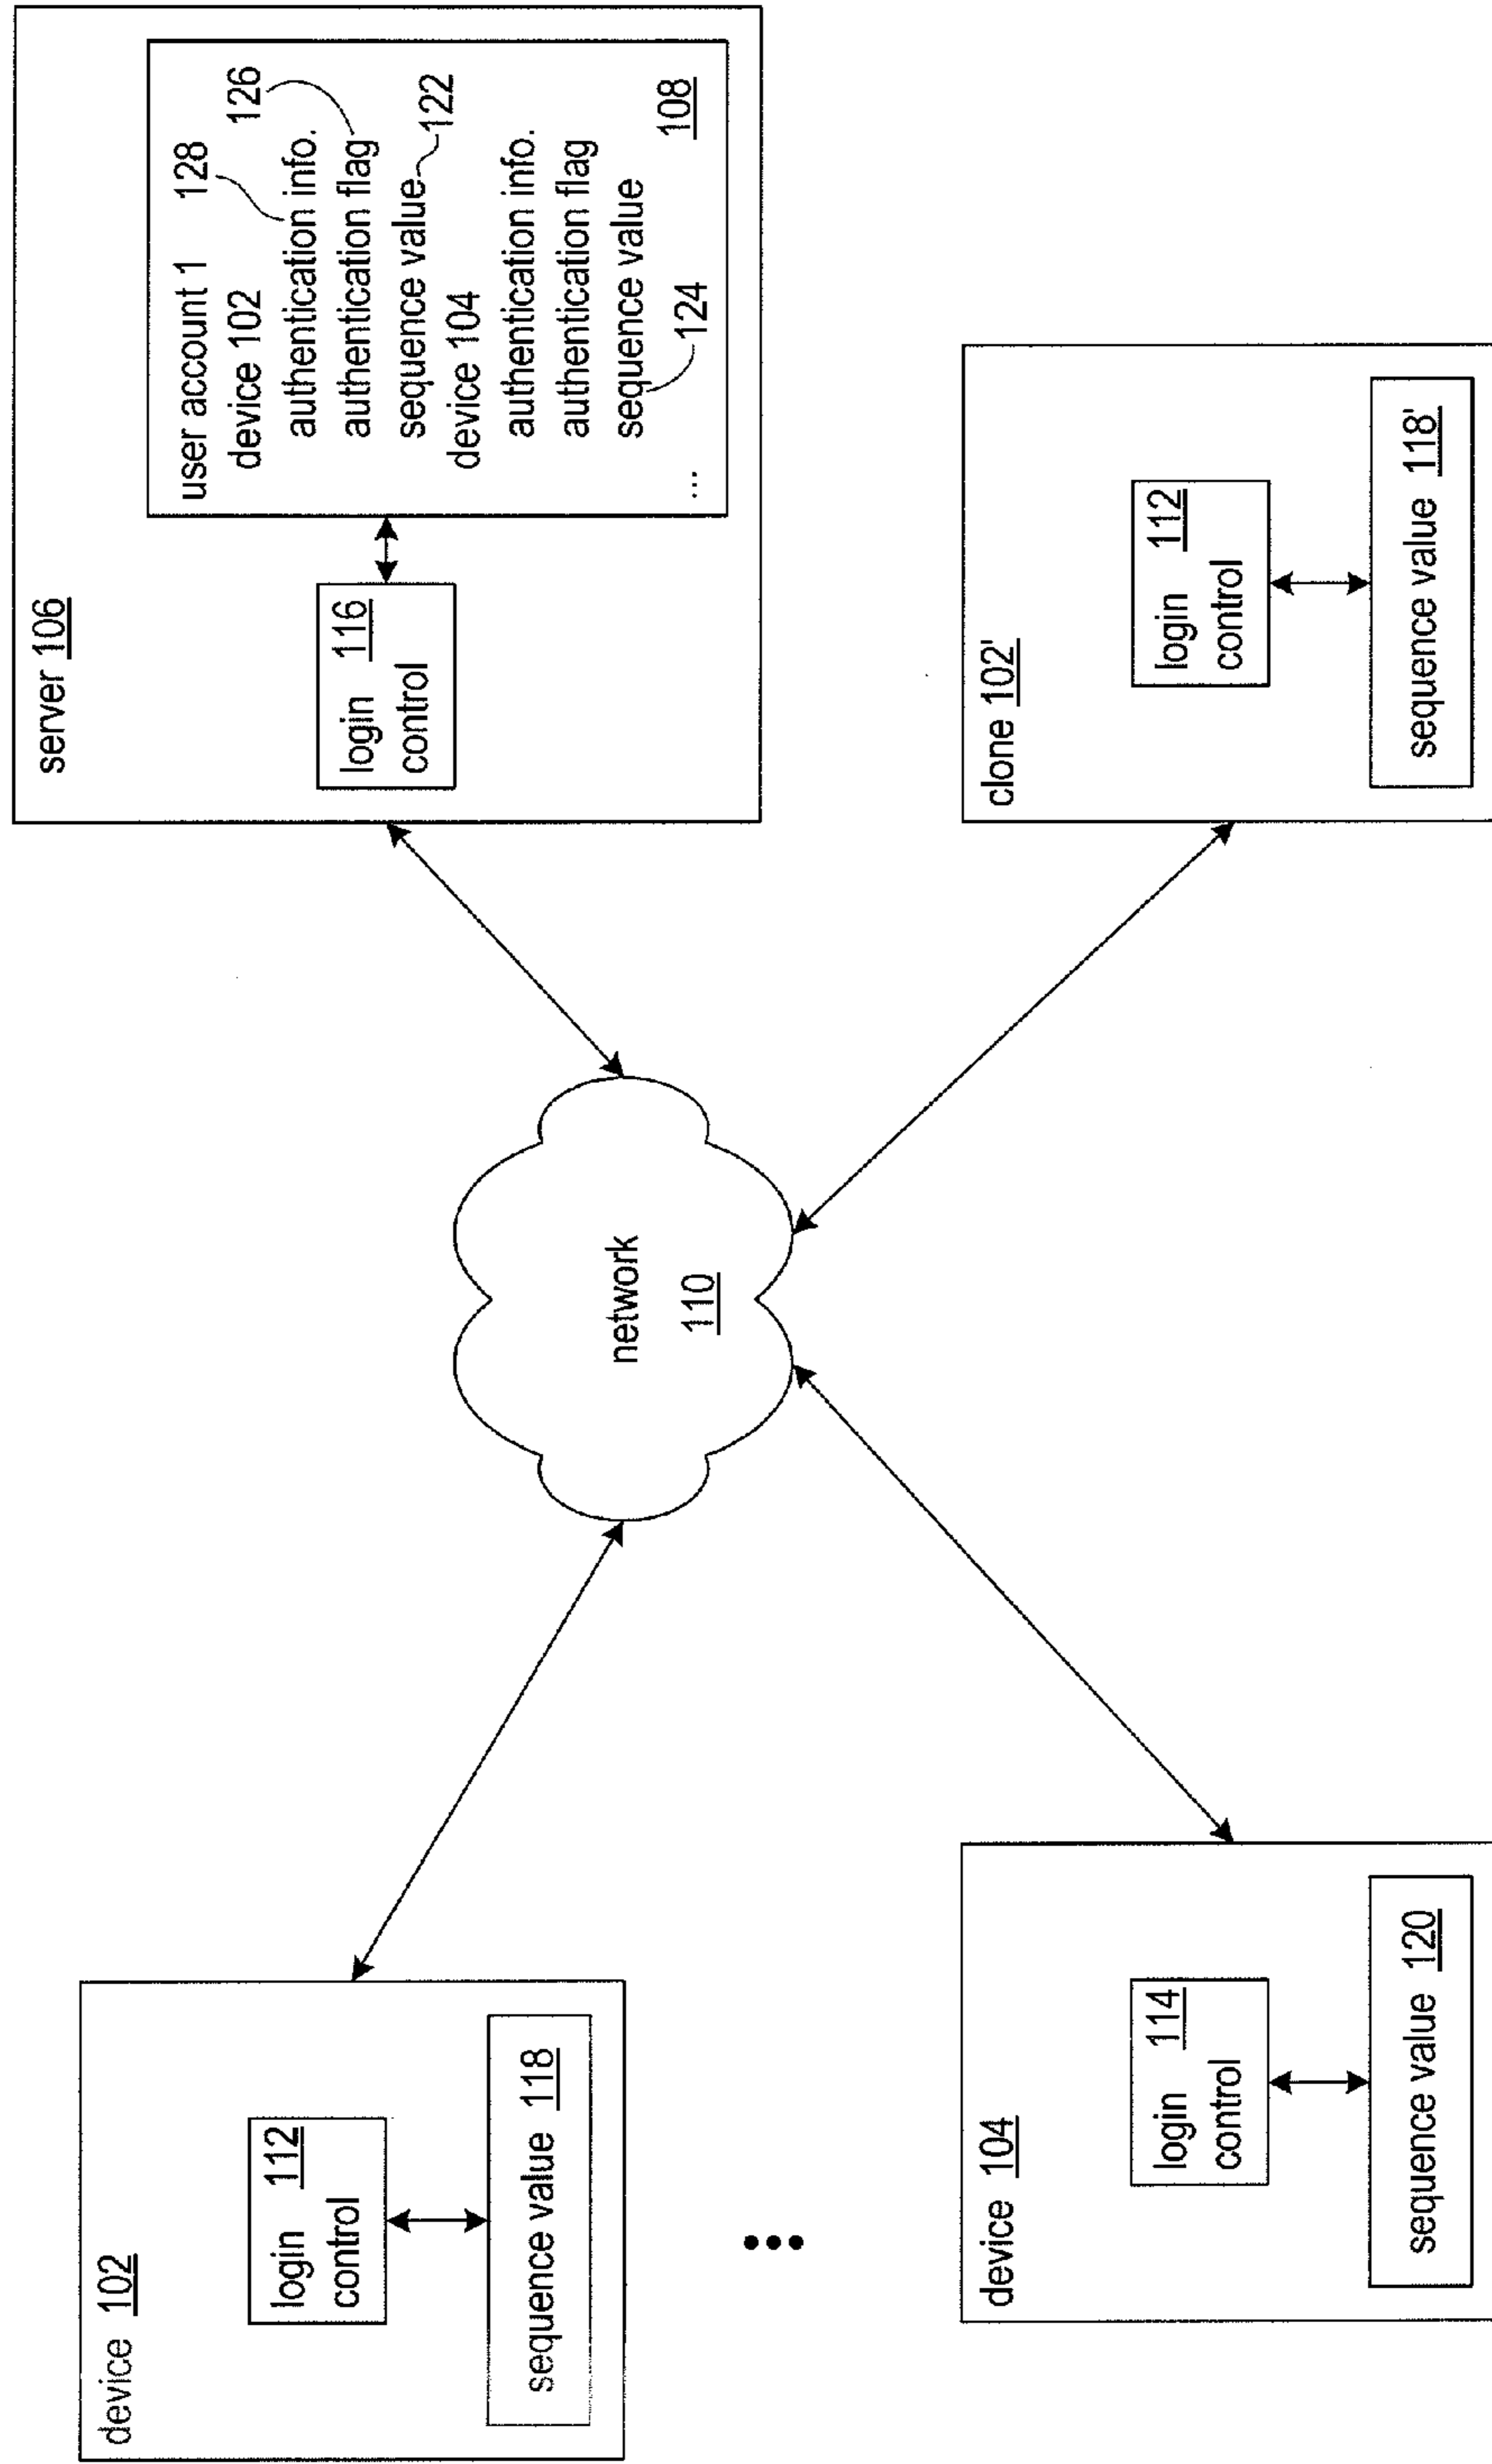 device 102
login 112
control
sequence value 118
device 104
login 114
control
sequence value 120
network
110
server 106
login 116
control
user account 1 128
device 102 126
authentication info.
authentication flag
sequence value 122
device 104
authentication info.
authentication flag
sequence value
124
... 108
clone 102'
login 112
control
sequence value 118'